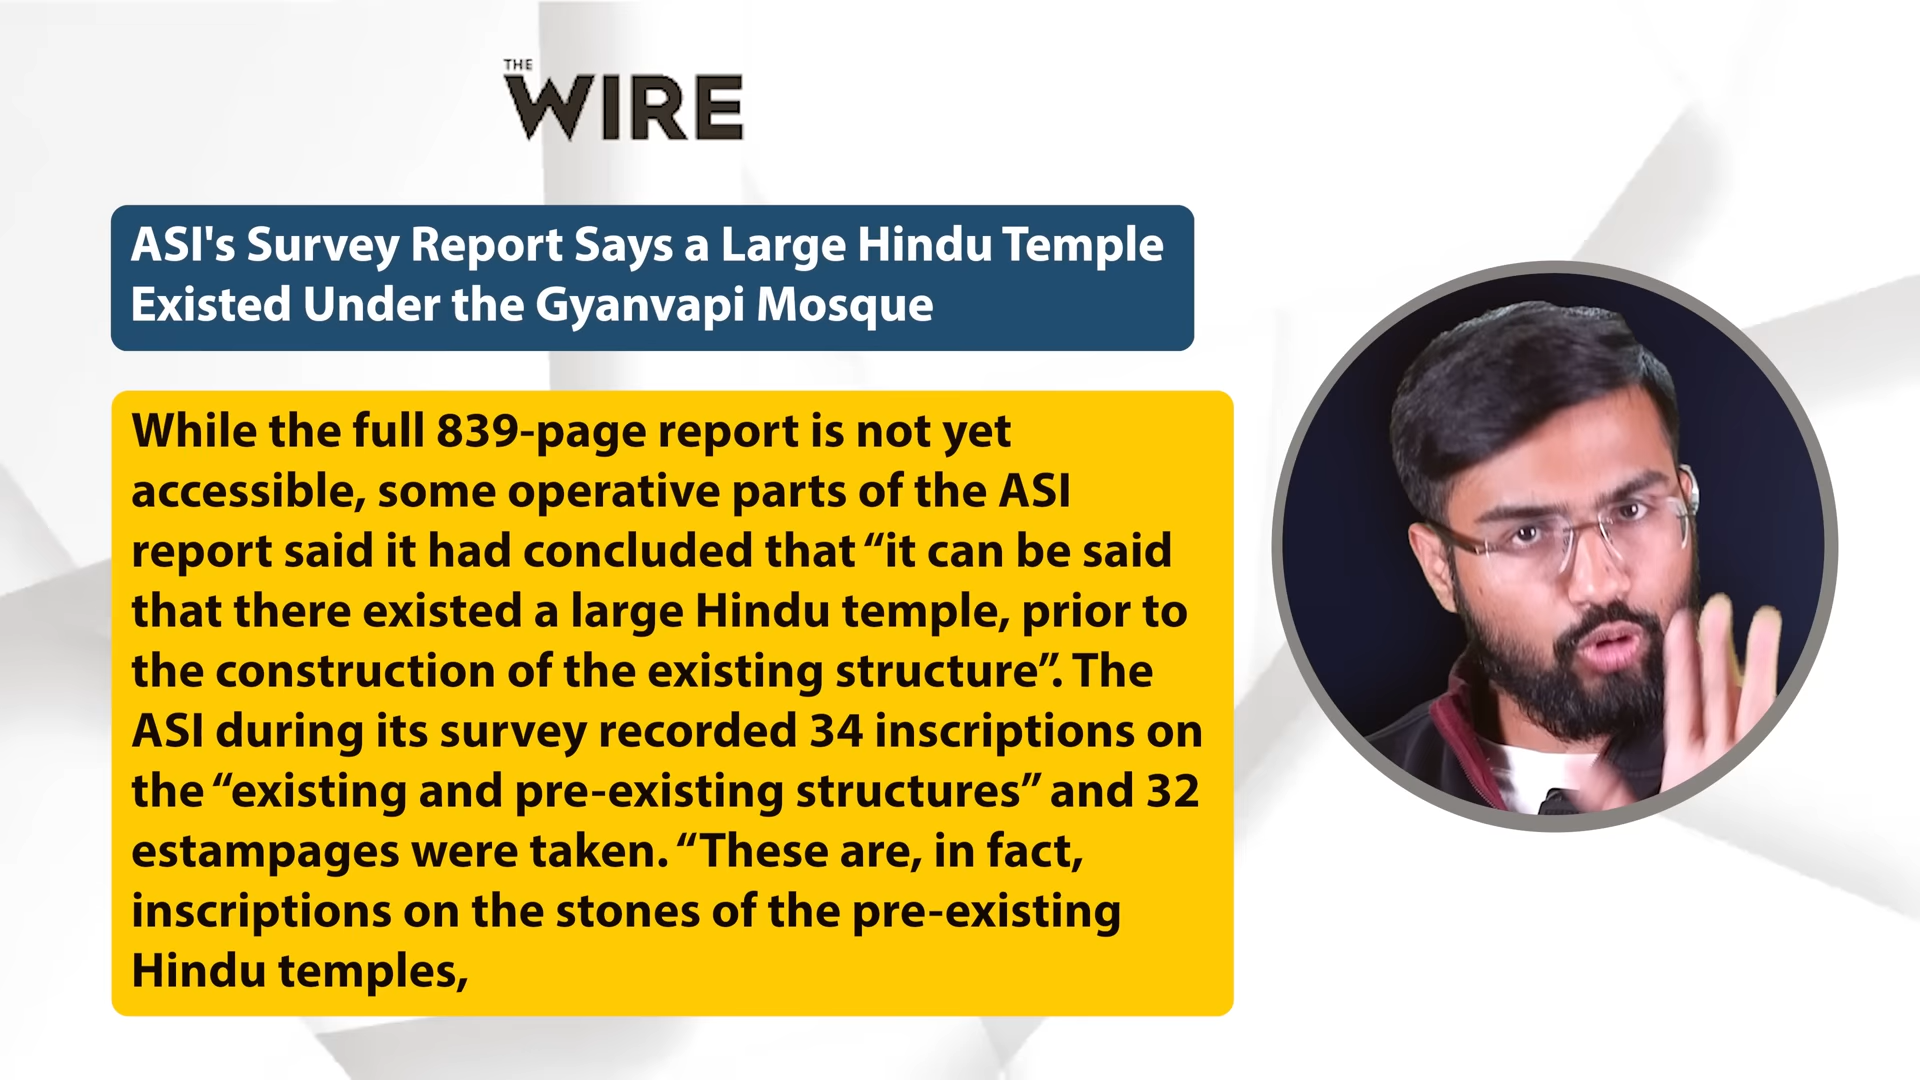 THE
WIRE
ASI's Survey Report Says a Large Hindu Temple
Existed Under the Gyanvapi Mosque
While the full 839-page report is not yet
accessible, some operative parts of the ASI
report said it had concluded that “it can be said
that there existed a large Hindu temple, prior to
the construction of the existing structure”. The
ASI during its survey recorded 34 inscriptions on
the “existing and pre-existing structures” and 32
estampages were taken. “These are, in fact,
inscriptions on the stones of the pre-existing
Hindu temples,